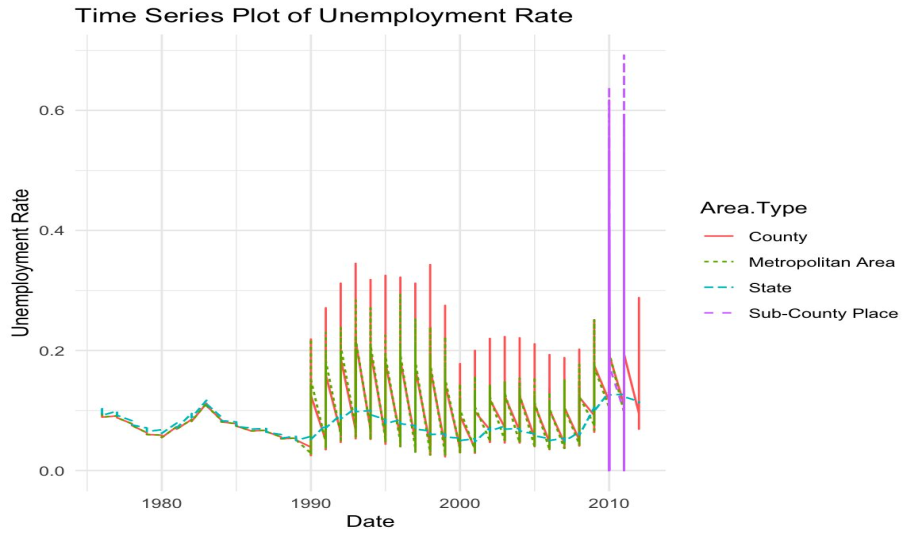 Time Series Plot of Unemployment Rate
Unemployment Rate
0.6
0.4
0.2
0.0
1980
1990
2000
2010
Date
Area.Type
County
Metropolitan Area
State
Sub-County Place